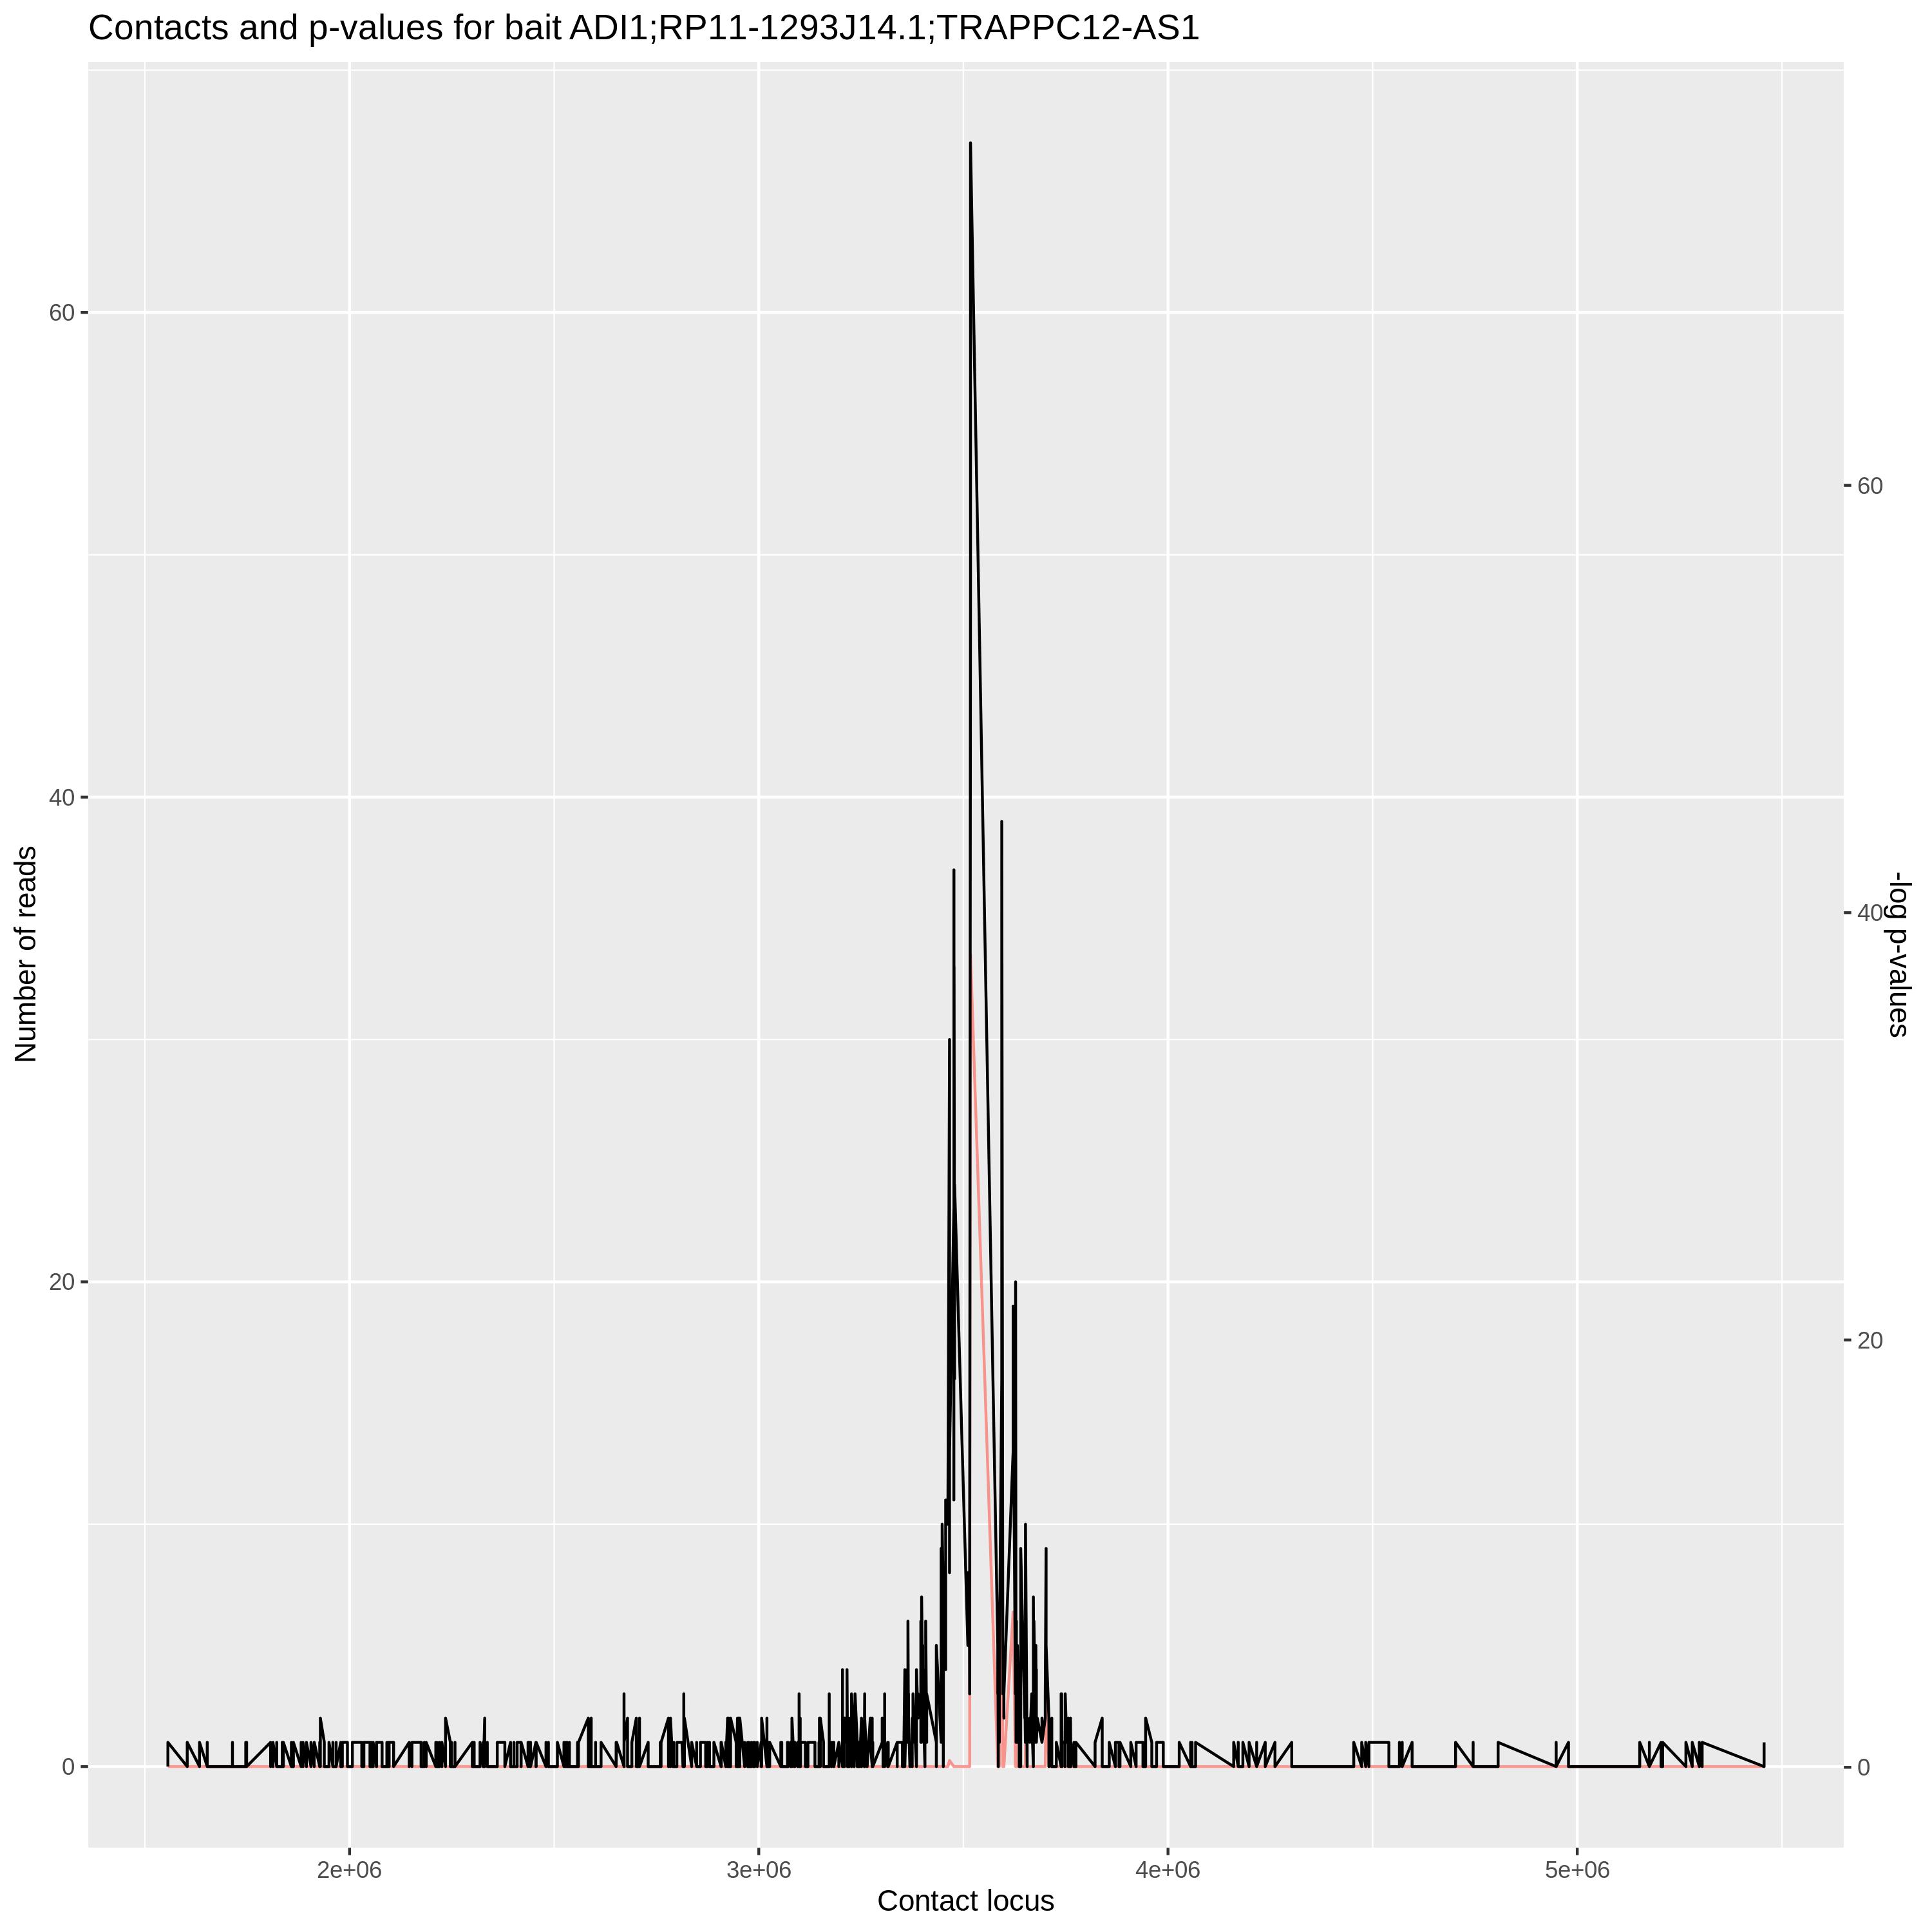 Contacts and p-values for bait ADI1;RP11-1293J14.1;TRAPPC12-AS1
60
40
20
0
Number of reads
60
40
20
0
-log p-values
2e+06 3e+06 4e+06 5e+06
Contact locus